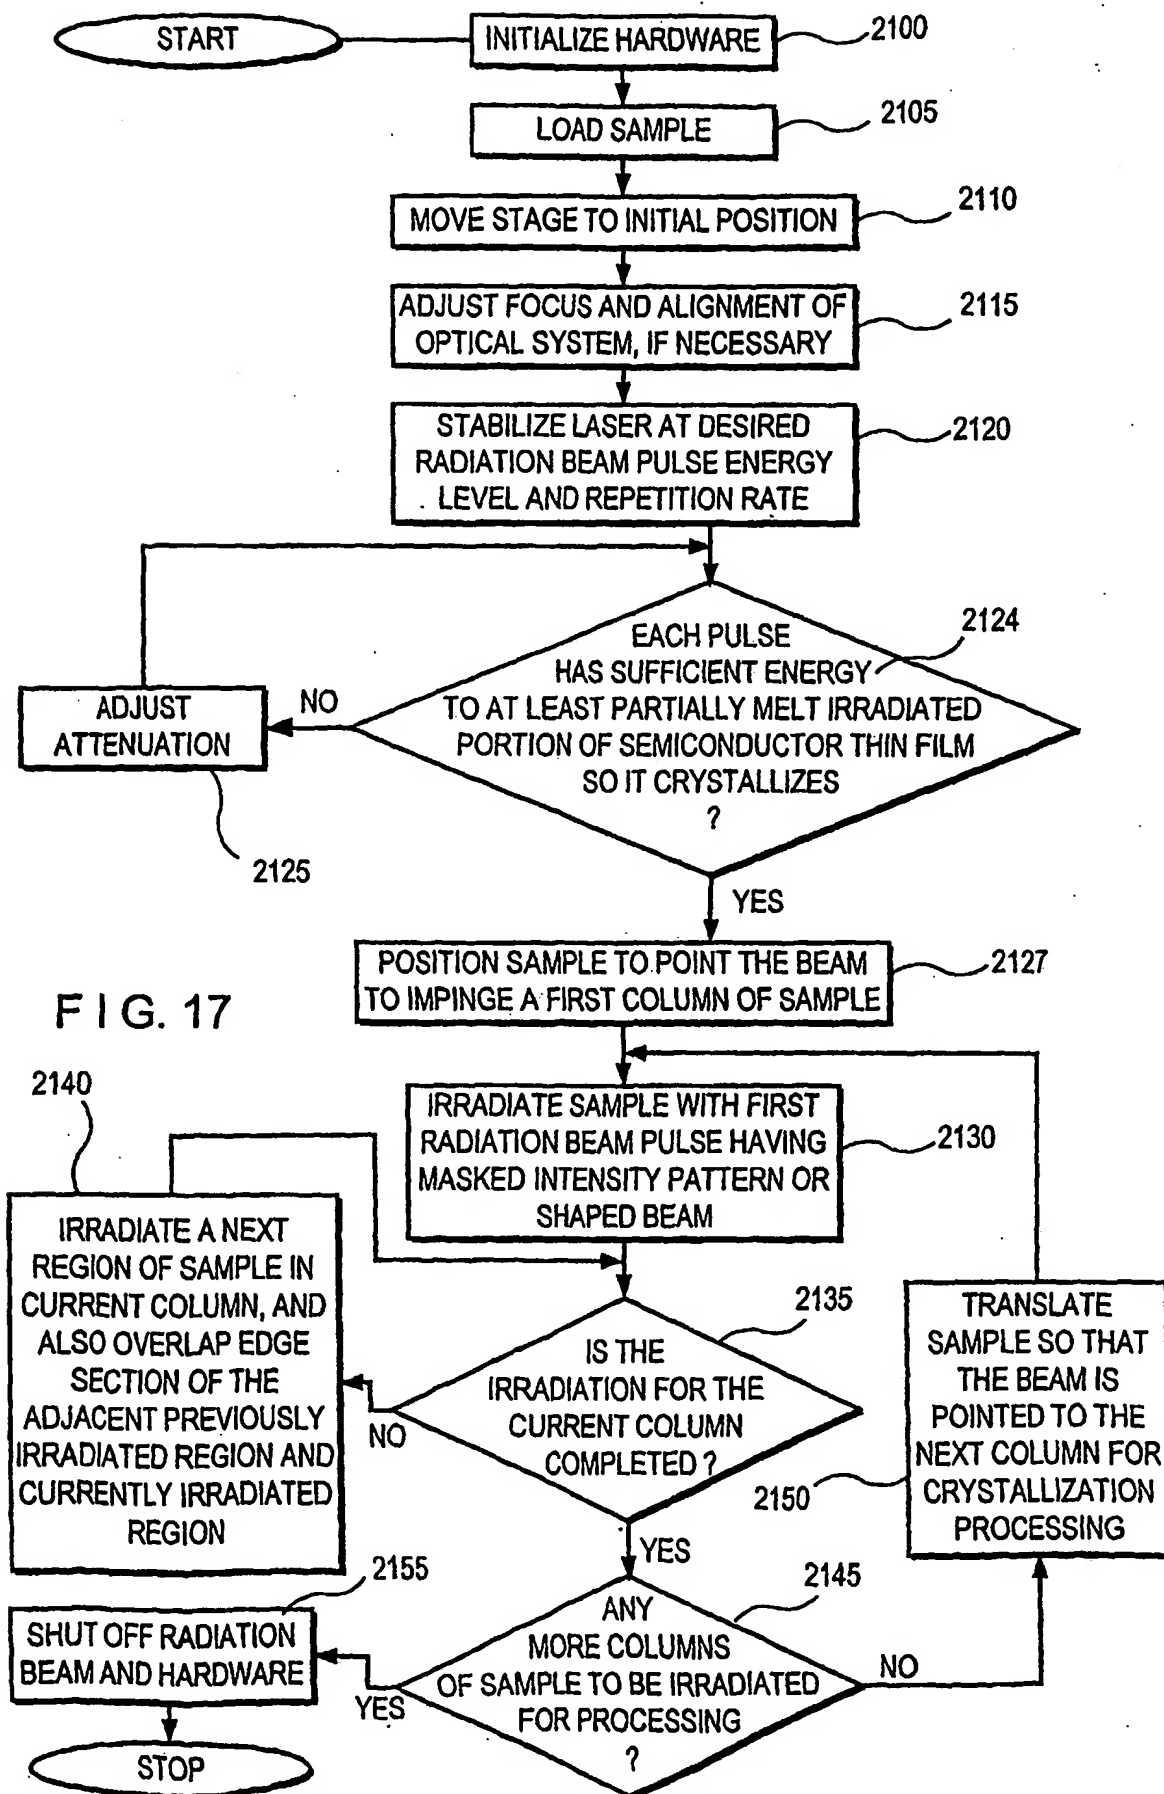 START
INITIALIZE HARDWARE
2100
LOAD SAMPLE
2105
MOVE STAGE TO INITIAL POSITION
2110
ADJUST FOCUS AND ALIGNMENT OF
OPTICAL SYSTEM, IF NECESSARY
2115
STABILIZE LASER AT DESIRED
RADIATION BEAM PULSE ENERGY
LEVEL AND REPETITION RATE
2120
EACH PULSE
HAS SUFFICIENT ENERGY
TO AT LEAST PARTIALLY MELT IRRADIATED
PORTION OF SEMICONDUCTOR THIN FILM
SO IT CRYSTALLIZES
?
2124
NO
ADJUST
ATTENUATION
2125
YES
POSITION SAMPLE TO POINT THE BEAM
TO IMPINGE A FIRST COLUMN OF SAMPLE
2127
FIG. 17
IRRADIATE SAMPLE WITH FIRST
RADIATION BEAM PULSE HAVING
MASKED INTENSITY PATTERN OR
SHAPED BEAM
2130
2140
IRRADIATE A NEXT
REGION OF SAMPLE IN
CURRENT COLUMN, AND
ALSO OVERLAP EDGE
SECTION OF THE
ADJACENT PREVIOUSLY
IRRADIATED REGION AND
CURRENTLY IRRADIATED
REGION
IS THE
IRRADIATION FOR THE
CURRENT COLUMN
COMPLETED ?
2135
NO
YES
TRANSLATE
SAMPLE SO THAT
THE BEAM IS
POINTED TO THE
NEXT COLUMN FOR
CRYSTALLIZATION
PROCESSING
2150
ANY
MORE COLUMNS
OF SAMPLE TO BE IRRADIATED
FOR PROCESSING
?
2145
NO
YES
2155
SHUT OFF RADIATION
BEAM AND HARDWARE
STOP